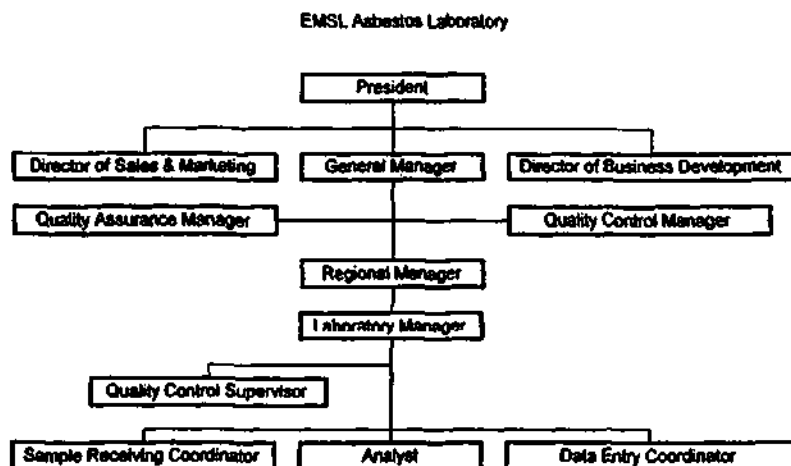 EMSL Asbestos Laboratory
President
Director of Sales & Marketing
General Manager
Director of Business Development
Quality Assurance Manager
Quality Control Manager
Regional Manager
Laboratory Manager
Quality Control Supervisor
Sample Receiving Coordinator
Analyst
Data Entry Coordinator